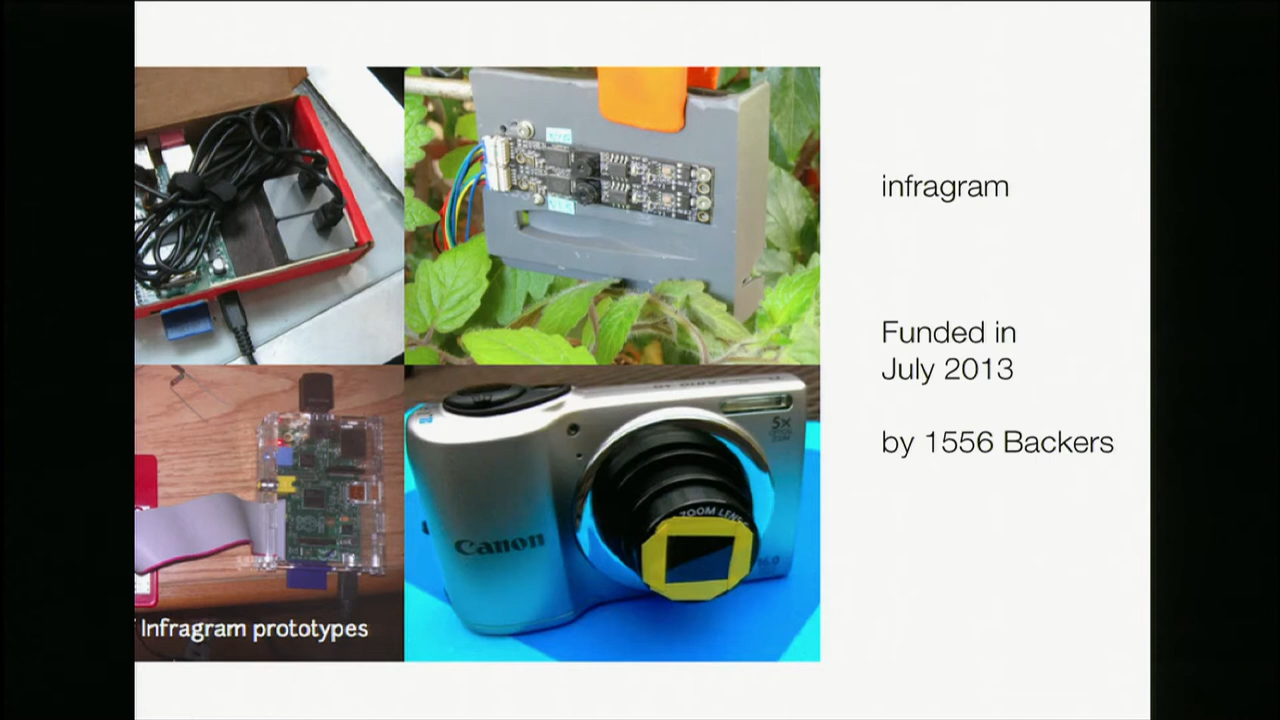 infragram
Funded in
July 2013
by 1556 Backers
5x
ZOOM LENS
Canon
Infragram prototypes